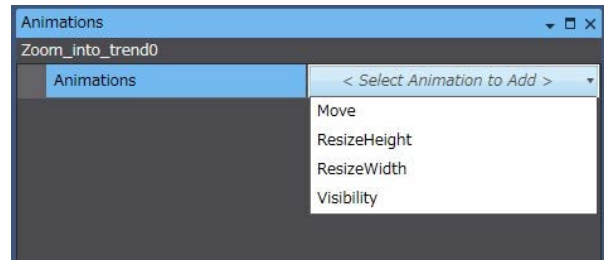 Animations
Zoom_into_trend0
Animations < Select Animation to Add >
Move
ResizeHeight
ResizeWidth
Visibility